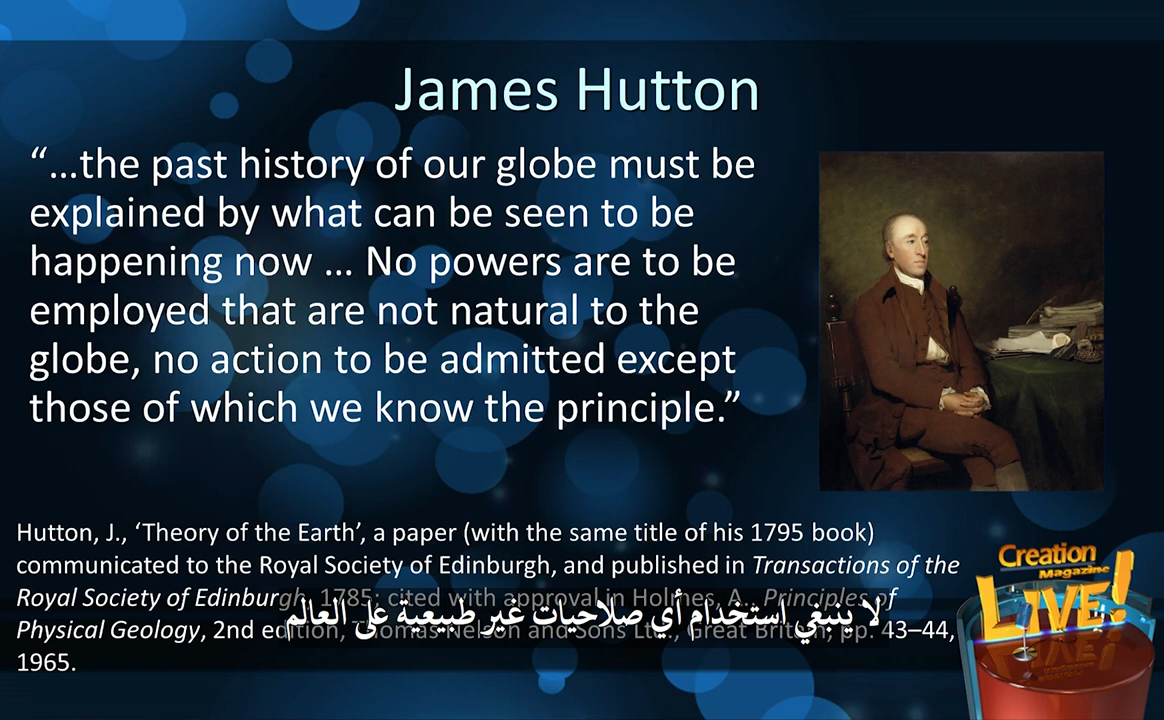 James Hutton
“...the past history of our globe must be
explained by what can be seen to be
happening now ... No powers are to be
employed that are not natural to the
globe, no action to be admitted except
those of which we know the principle.”
Hutton, J., ‘Theory of the Earth’, a paper (with the same title of his 1795 book)
communicated to the Royal Society of Edinburgh, and published in Transactions of the
Royal Society of Edinburgh, 1785; cited with approval in Holmes, A., Principles of
Physical Geology, 2nd edition, Thomas Nelson and Sons Ltd., Great Britain, pp. 43–44,
1965.
لا ينبغي استخدام أي صلاحيات غير طبيعية على العالم
Creation
Magazine
LIVE!